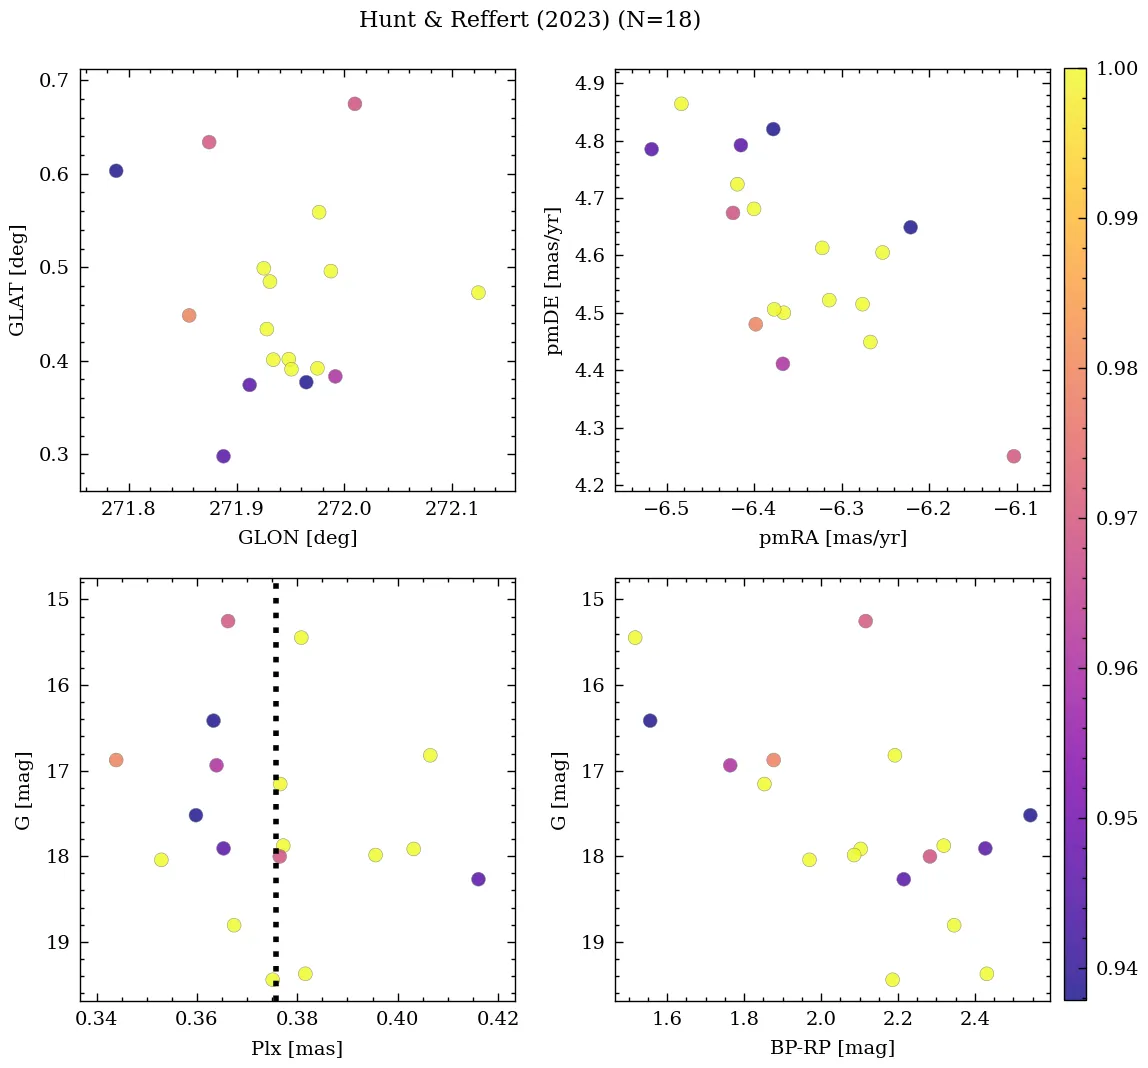 Hunt & Reffert (2023) (N=18)
0.7
0.6
0.5
0.4
0.3
GLAT [deg]
271.8 271.9 272.0 272.1
GLON [deg]
4.9
4.8
4.7
4.6
4.5
4.4
4.3
4.2
pmDE [mas/yr]
−6.5 −6.4 −6.3 −6.2 −6.1
pmRA [mas/yr]
15
16
17
18
19
G [mag]
0.34 0.36 0.38 0.40 0.42
Plx [mas]
15
16
17
18
19
G [mag]
1.6 1.8 2.0 2.2 2.4
BP-RP [mag]
1.00
0.99
0.98
0.97
0.96
0.95
0.94